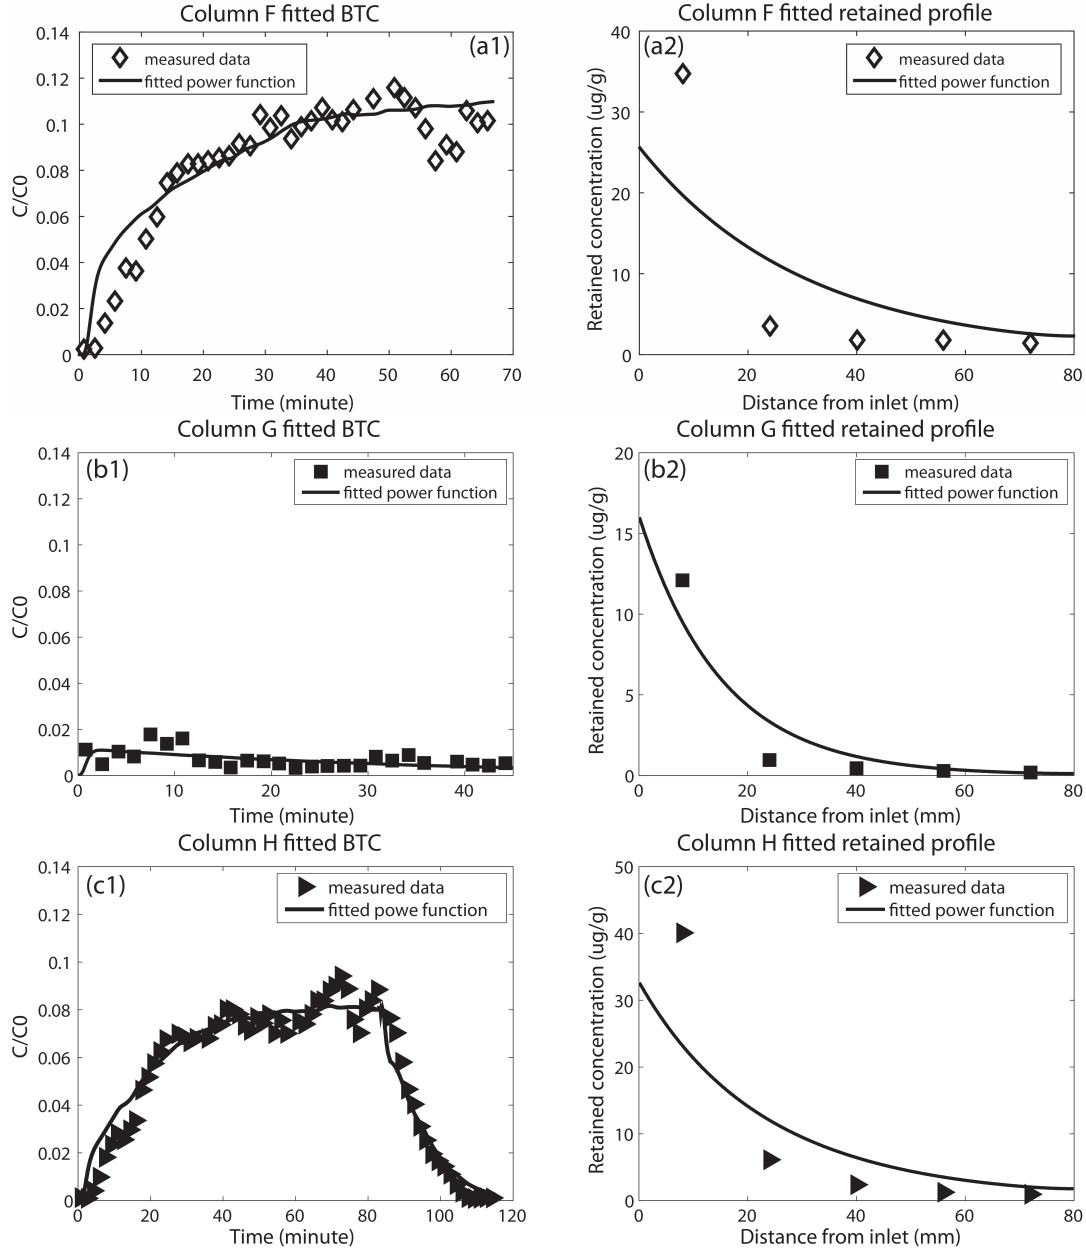 Column F fitted BTC
0.14
0.12
0.1
0.08
0.06
0.04
0.02
0
C/C0
(a1)
measured data
fitted power function
0 10 20 30 40 50 60 70
Time (minute)
Column F fitted retained profile
40
30
20
10
0
Retained concentration (ug/g)
(a2)
measured data
fitted power function
0 20 40 60 80
Distance from inlet (mm)
Column G fitted BTC
0.14
0.12
0.1
0.08
0.06
0.04
0.02
0
C/C0
(b1)
measured data
fitted power function
0 10 20 30 40
Time (minute)
Column G fitted retained profile
20
15
10
5
0
Retained concentration (ug/g)
(b2)
measured data
fitted power function
0 20 40 60 80
Distance from inlet (mm)
Column H fitted BTC
0.14
0.12
0.1
0.08
0.06
0.04
0.02
0
C/C0
(c1)
measured data
fitted powe function
0 20 40 60 80 100 120
Time (minute)
Column H fitted retained profile
50
40
30
20
10
0
Retained concentration (ug/g)
(c2)
measured data
fitted power function
0 20 40 60 80
Distance from inlet (mm)